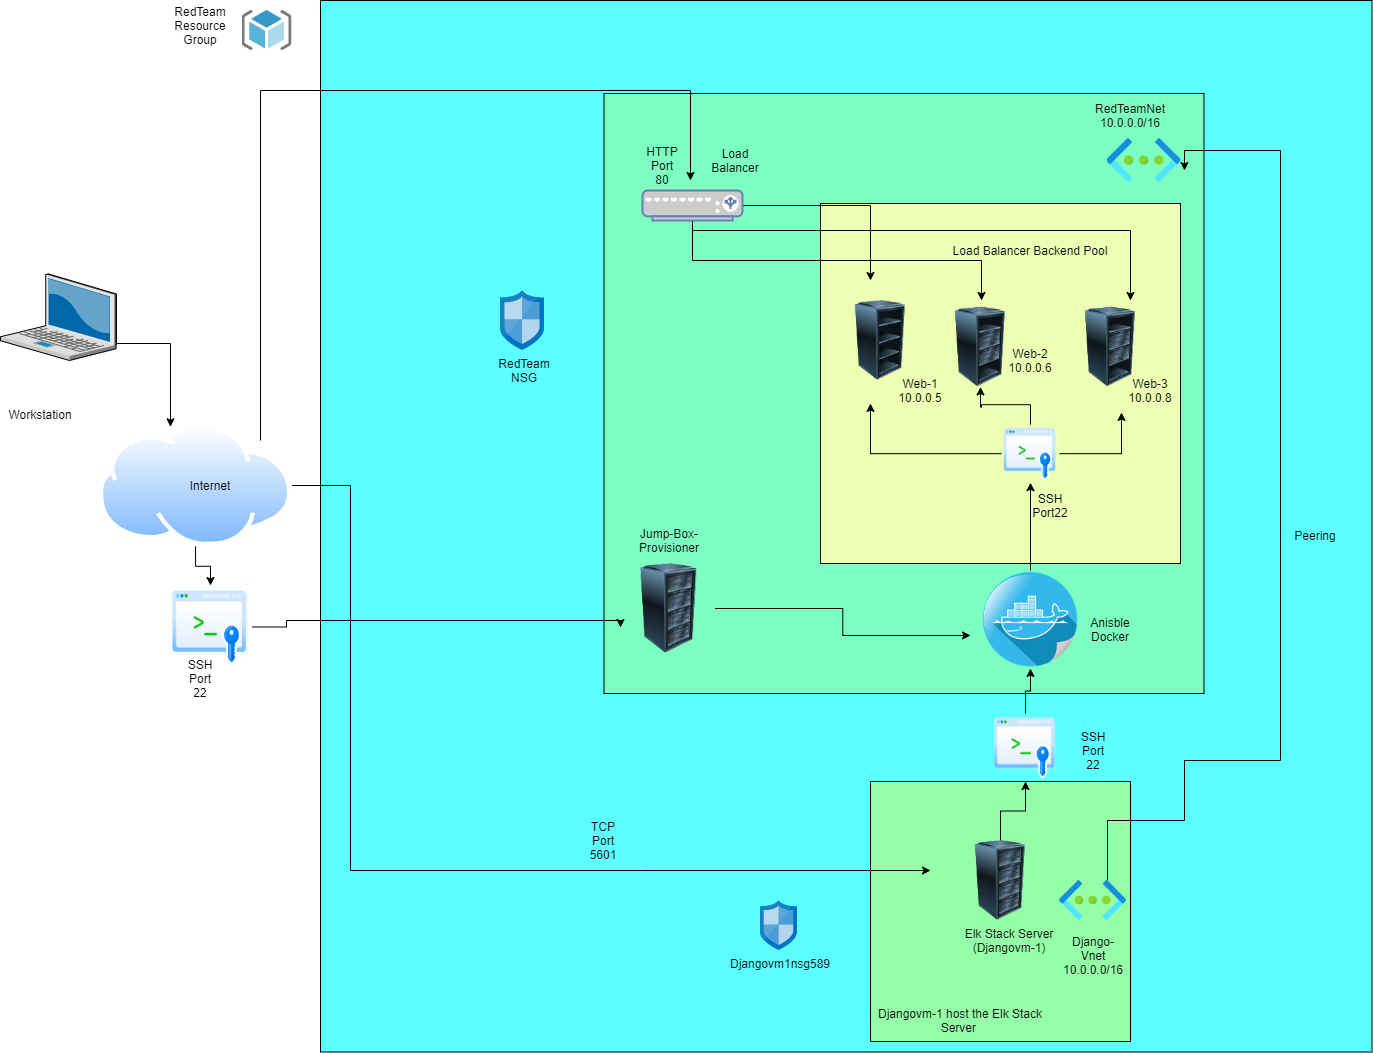 RedTeam
Resource
Group
RedTeamNet
10.0.0.0/16
HTTP
Port
80
Load
Balancer
Load Balancer Backend Pool
RedTeam
NSG
Web-1
10.0.0.5
Web-2
10.0.0.6
Web-3
10.0.0.8
Workstation
Internet
SSH
Port22
Jump-Box-
Provisioner
Peering
Anisble
Docker
SSH
Port
22
SSH
Port
22
TCP
Port
5601
Elk Stack Server
(Djangovm-1)
Django-
Vnet
10.0.0.0/16
Djangovm1nsg589
Djangovm-1 host the Elk Stack
Server